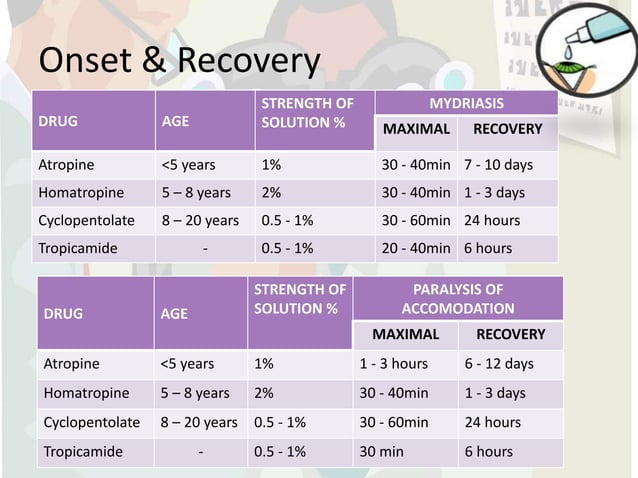 Onset & Recovery
DRUG AGE STRENGTH OF SOLUTION % MYDRIASIS
MAXIMAL RECOVERY
Atropine <5 years 1% 30 - 40min 7 - 10 days
Homatropine 5 – 8 years 2% 30 - 40min 1 - 3 days
Cyclopentolate 8 – 20 years 0.5 - 1% 30 - 60min 24 hours
Tropicamide - 0.5 - 1% 20 - 40min 6 hours
DRUG AGE STRENGTH OF SOLUTION % PARALYSIS OF ACCOMODATION
MAXIMAL RECOVERY
Atropine <5 years 1% 1 - 3 hours 6 - 12 days
Homatropine 5 – 8 years 2% 30 - 40min 1 - 3 days
Cyclopentolate 8 – 20 years 0.5 - 1% 30 - 60min 24 hours
Tropicamide - 0.5 - 1% 30 min 6 hours